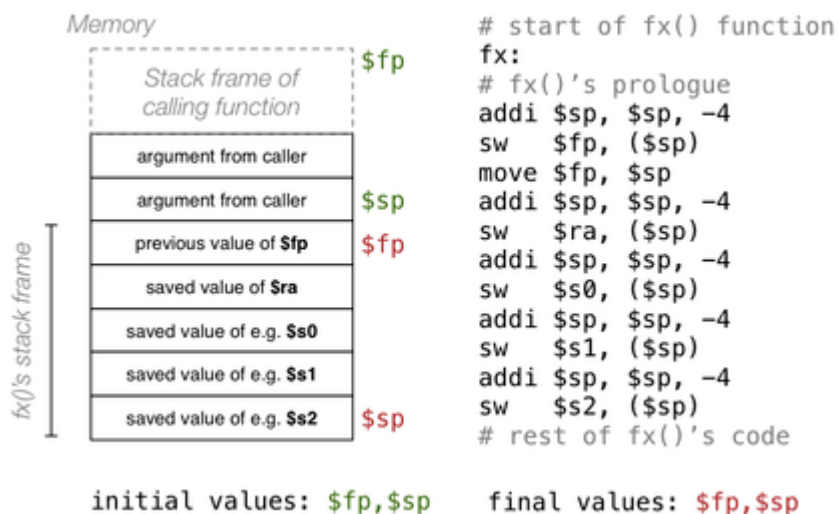 Memory
$fp
Stack frame of
calling function
argument from caller
argument from caller
$sp
previous value of $fp
$fp
saved value of $ra
saved value of e.g. $s0
saved value of e.g. $s1
saved value of e.g. $s2
$sp
fx()'s stack frame
# start of fx() function
fx:
# fx()'s prologue
addi $sp, $sp, -4
sw $fp, ($sp)
move $fp, $sp
addi $sp, $sp, -4
sw $ra, ($sp)
addi $sp, $sp, -4
sw $s0, ($sp)
addi $sp, $sp, -4
sw $s1, ($sp)
addi $sp, $sp, -4
sw $s2, ($sp)
# rest of fx()'s code
initial values: $fp,$sp
final values: $fp,$sp